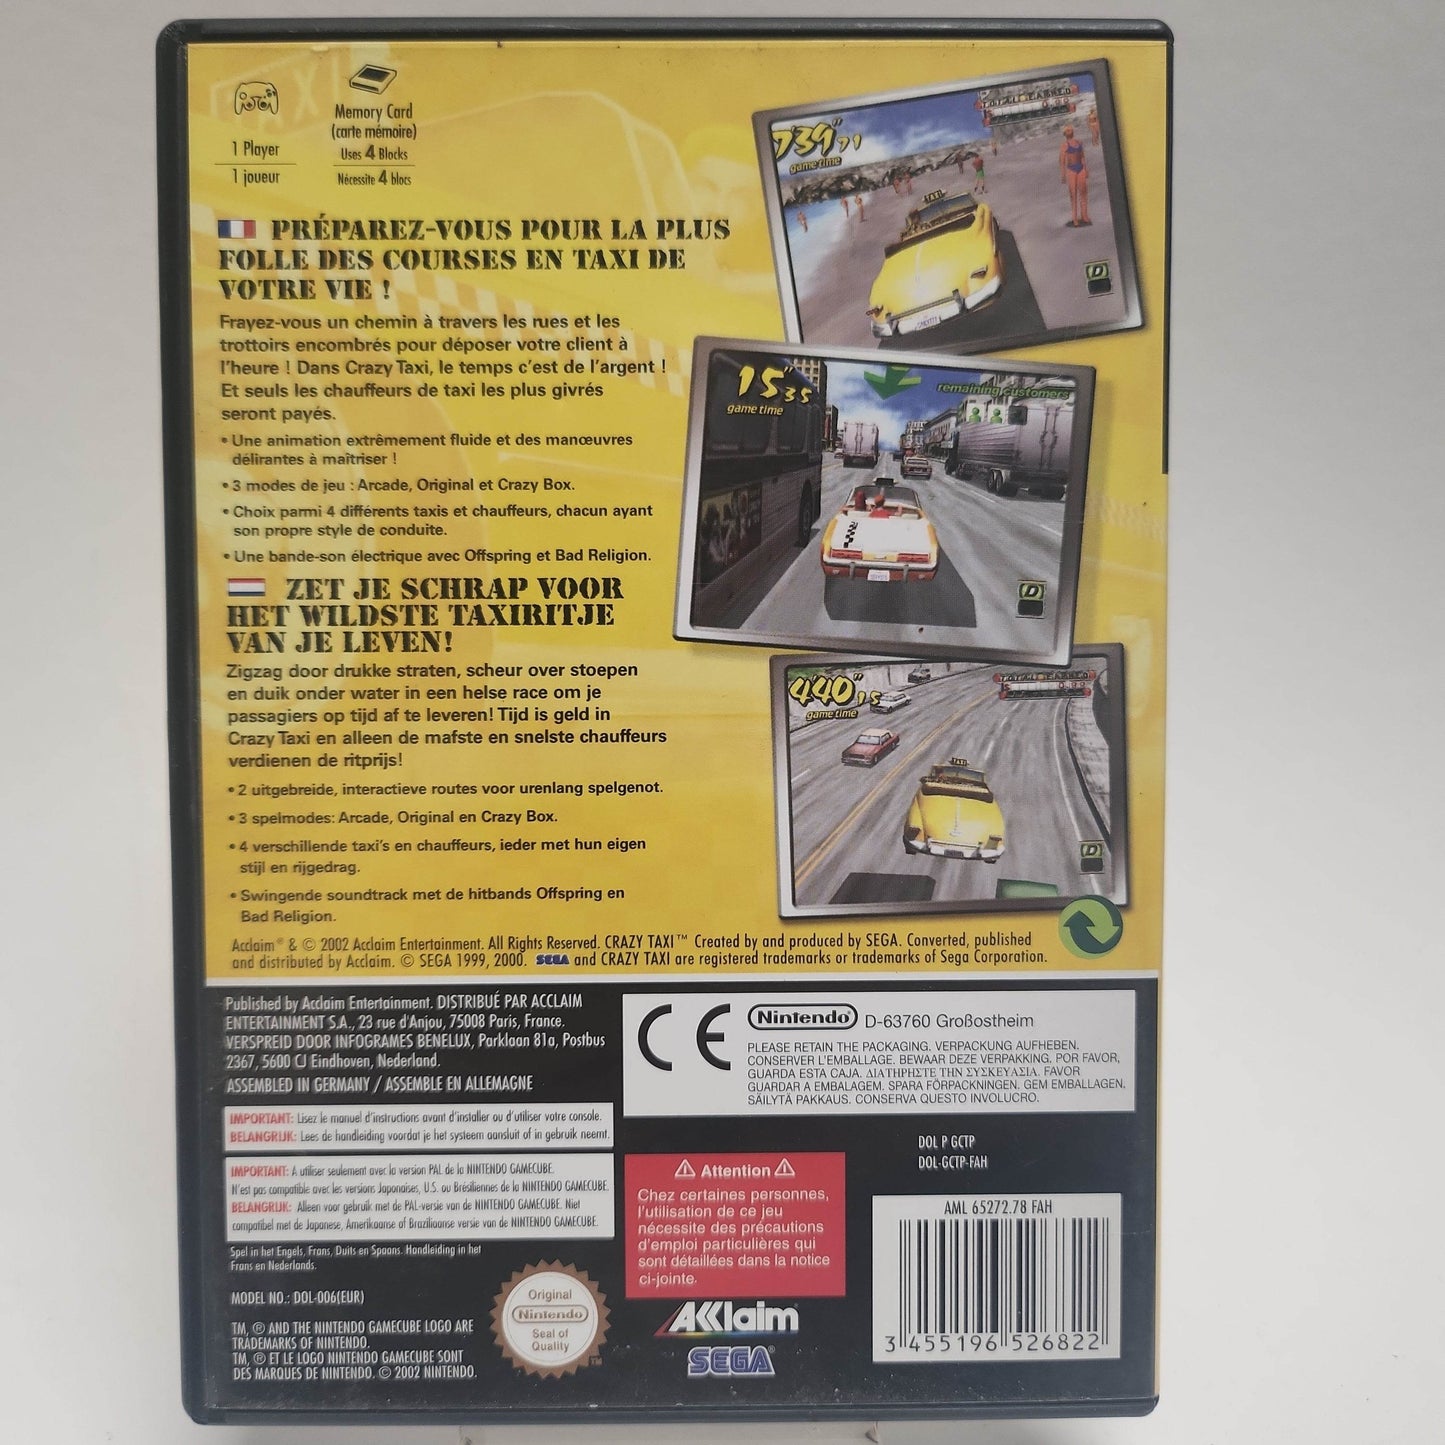 1 Player
1 joueur
Memory Card
(carte mémoire)
Uses 4 Blocks
Nécessite 4 blocs
PRÉPAREZ-VOUS POUR LA PLUS
FOLLE DES COURSES EN TAXI DE
VOTRE VIE !
Frayez-vous un chemin à travers les rues et les
trottoirs encombrés pour déposer votre client à
l'heure ! Dans Crazy Taxi, le temps c'est de l'argent !
Et seuls les chauffeurs de taxi les plus givrés
seront payés.
• Une animation extrêmement fluide et des manœuvres
délirantes à maîtriser !
• 3 modes de jeu : Arcade, Original et Crazy Box.
• Choix parmi 4 différents taxis et chauffeurs, chacun ayant
son propre style de conduite.
• Une bande-son électrique avec Offspring et Bad Religion.
ZET JE SCHRAP VOOR
HET WILDSTE TAXIRITJE
VAN JE LEVEN!
Zigzag door drukke straten, scheur over stoepen
en duik onder water in een helse race om je
passagiers op tijd af te leveren! Tijd is geld in
Crazy Taxi en alleen de mafste en snelste chauffeurs
verdienen de ritprijs!
• 2 uitgebreide, interactieve routes voor urenlang spelgenot.
• 3 spelmodes: Arcade, Original en Crazy Box.
• 4 verschillende taxi's en chauffeurs, ieder met hun eigen
stijl en rijgedrag.
• Swingende soundtrack met de hitbands Offspring en
Bad Religion.
7'39"71
game time
TOTAL EARNED
TAXI
D
15"35
game time
remaining customers
D
4'40"15
game time
TOTAL EARNED
TAXI
D
Acclaim® & © 2002 Acclaim Entertainment. All Rights Reserved. CRAZY TAXI™ Created by and produced by SEGA. Converted, published
and distributed by Acclaim. © SEGA 1999, 2000. SEGA and CRAZY TAXI are registered trademarks or trademarks of Sega Corporation.
Published by Acclaim Entertainment. DISTRIBUÉ PAR ACCLAIM
ENTERTAINMENT S.A., 23 rue d'Anjou, 75008 Paris, France.
VERSPREID DOOR INFOGRAMES BENELUX, Parklaan 81a, Postbus
2367, 5600 CJ Eindhoven, Nederland.
ASSEMBLED IN GERMANY / ASSEMBLE EN ALLEMAGNE
IMPORTANT: Lisez le manuel d'instructions avant d'installer ou d'utiliser votre console.
BELANGRIJK: Lees de handleiding voordat je het systeem aansluit of in gebruik neemt.
IMPORTANT: A utiliser seulement avec la version PAL de la NINTENDO GAMECUBE.
N'est pas compatible avec les versions Japonaises, U.S. ou Brésiliennes de la NINTENDO GAMECUBE.
BELANGRIJK: Alleen voor gebruik met de PAL-versie van de NINTENDO GAMECUBE. Niet
compatibel met de Japanese, Amerikaanse of Braziliaanse versie van de NINTENDO GAMECUBE.
Spel in het Engels, Frans, Duits en Spaans. Handleiding in het
Frans en Nederlands.
MODEL NO.: DOL-006(EUR)
TM, ® AND THE NINTENDO GAMECUBE LOGO ARE
TRADEMARKS OF NINTENDO.
TM, ® ET LE LOGO NINTENDO GAMECUBE SONT
DES MARQUES DE NINTENDO. © 2002 NINTENDO.
Original
Nintendo
Seal of
Quality
TM
CE
Nintendo® D-63760 Großostheim
PLEASE RETAIN THE PACKAGING. VERPACKUNG AUFHEBEN.
CONSERVER L'EMBALLAGE. BEWAAR DEZE VERPAKKING. POR FAVOR,
GUARDA ESTA CAJA. ΔΙΑΤΗΡΗΣΤΕ ΤΗΝ ΣΥΣΚΕΥΑΣΙΑ. FAVOR
GUARDAR A EMBALAGEM. SPARA FÖRPACKNINGEN. GEM EMBALLAGEN.
SÄILYTÄ PAKKAUS. CONSERVA QUESTO INVOLUCRO.
Attention
Chez certaines personnes,
l'utilisation de ce jeu
nécessite des précautions
d'emploi particulières qui
sont détaillées dans la notice
ci-jointe.
AKKlaim®
SEGA®
DOL P GCTP
DOL-GCTP-FAH
AML 65272.78 FAH
3 455196 526822